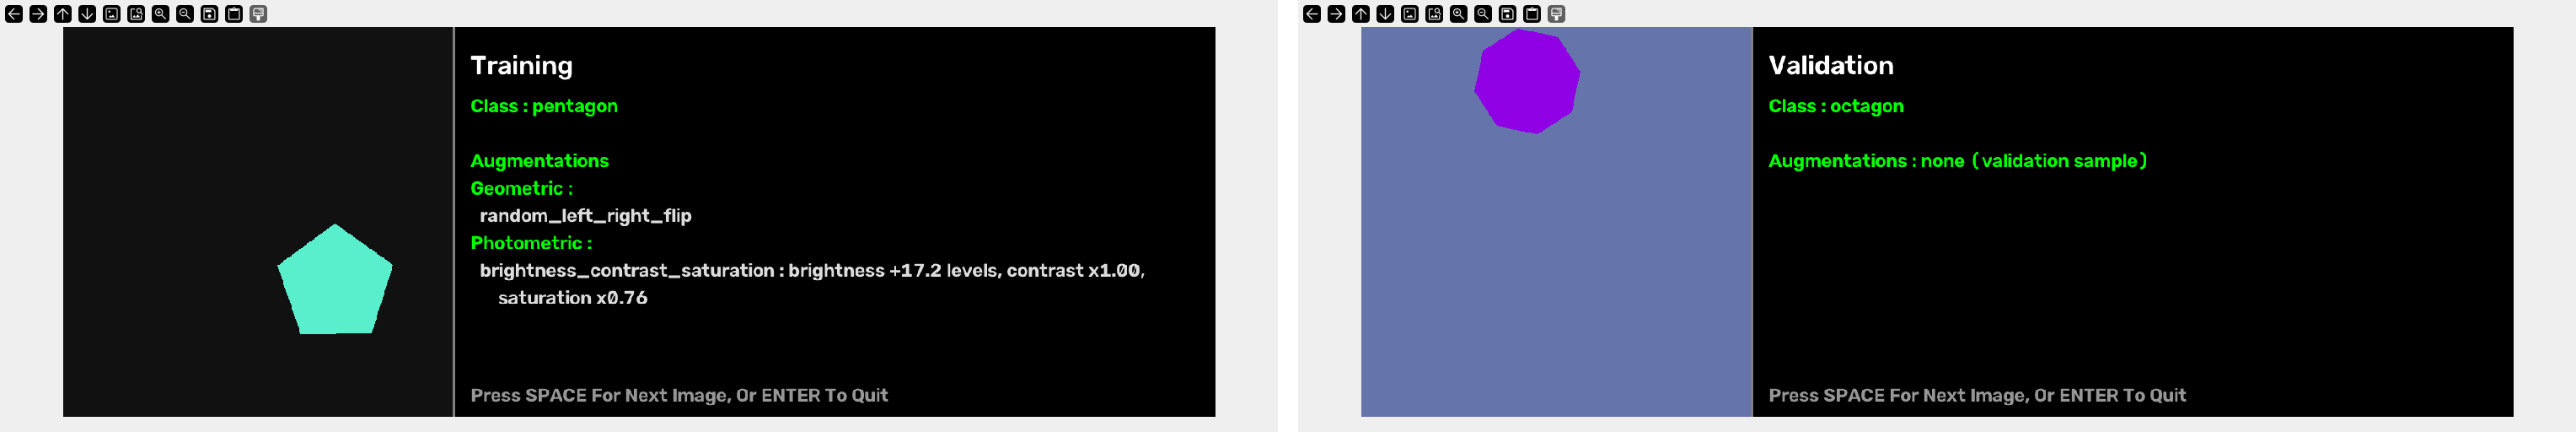 Training
Class : pentagon
Augmentations
Geometric :
random_left_right_flip
Photometric :
brightness_contrast_saturation : brightness +17.2 levels, contrast x1.00,
saturation x0.76
Press SPACE For Next Image, Or ENTER To Quit
Validation
Class : octagon
Augmentations : none (validation sample)
Press SPACE For Next Image, Or ENTER To Quit